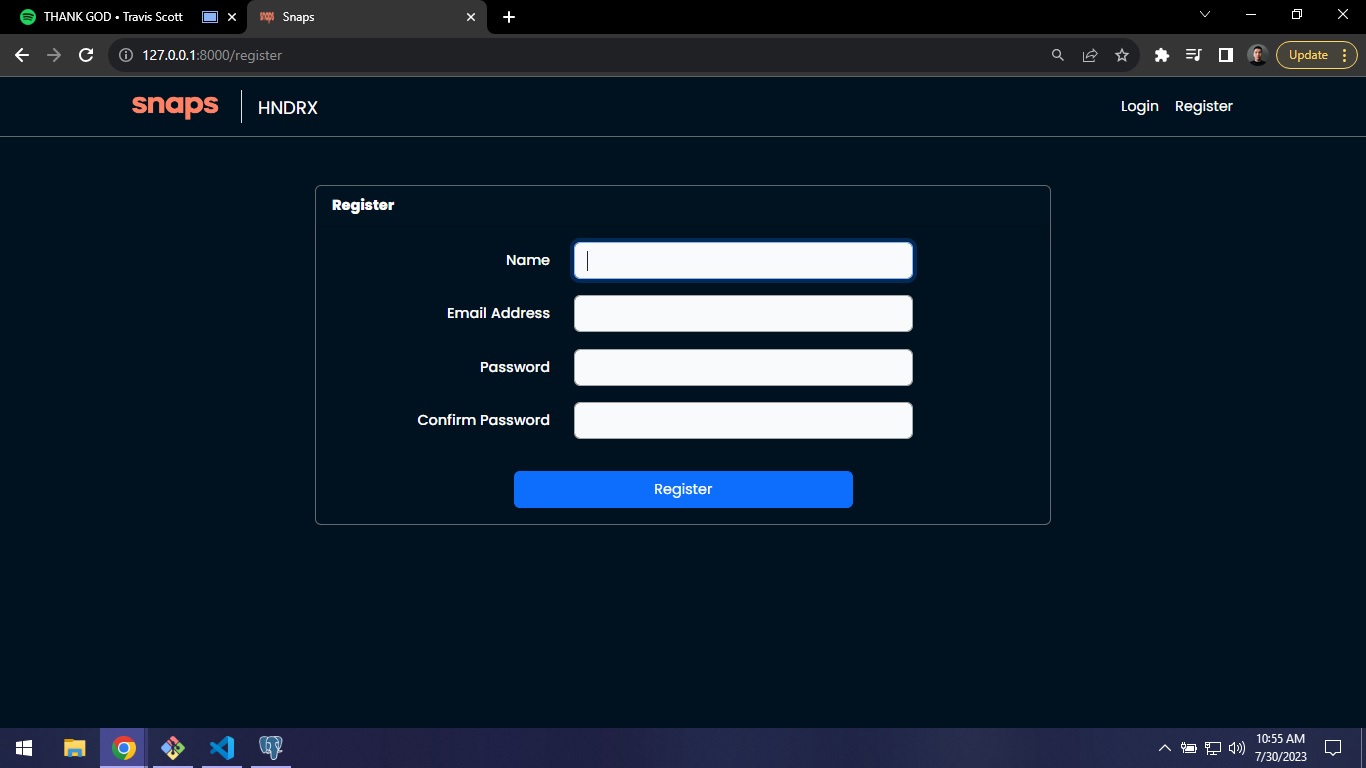 THANK GOD • Travis Scott
Snaps
127.0.0.1:8000/register
Update
snaps
HNDRX
Login
Register
Register
Name
Email Address
Password
Confirm Password
Register
10:55 AM
7/30/2023